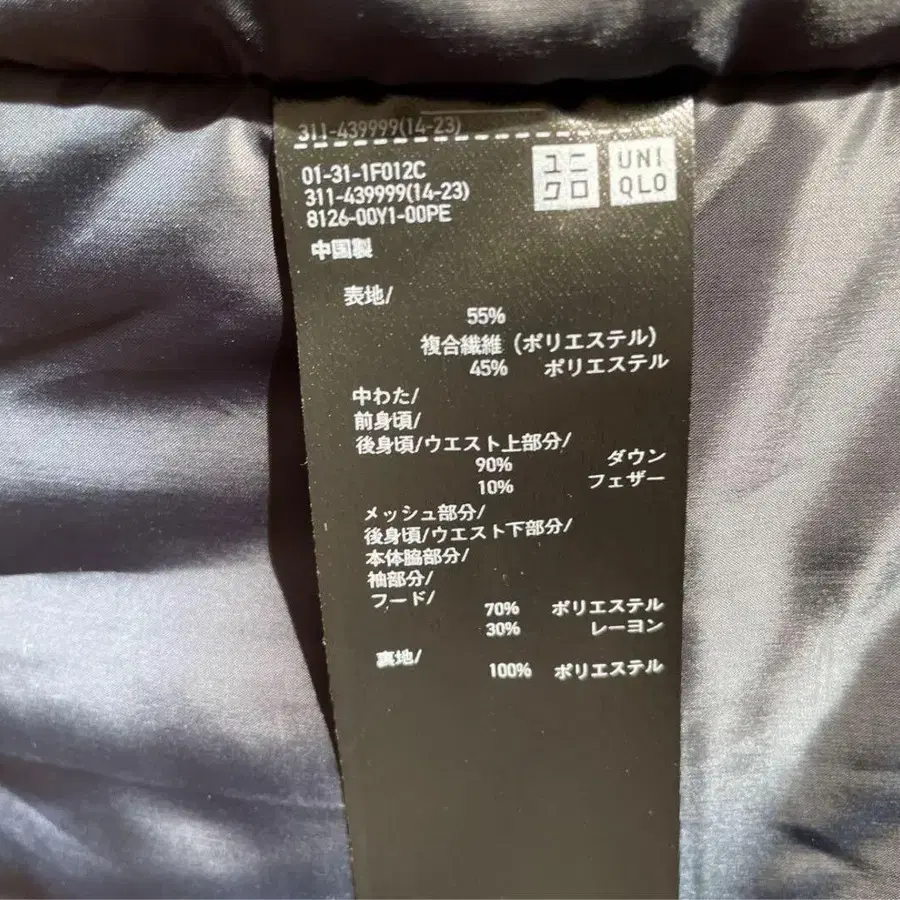 311-439999(14-23)
ユニ
クロ
UNI
QLO
01-31-1F012C
311-439999(14-23)
8126-00Y1-00PE
中国製
表地/
55%
複合繊維(ポリエステル)
45% ポリエステル
中わた/
前身頃/
後身頃/ウエスト上部分/
90% ダウン
10% フェザー
メッシュ部分/
後身頃/ウエスト下部分/
本体脇部分/
袖部分/
フード/
70% ポリエステル
30% レーヨン
裏地/
100% ポリエステル